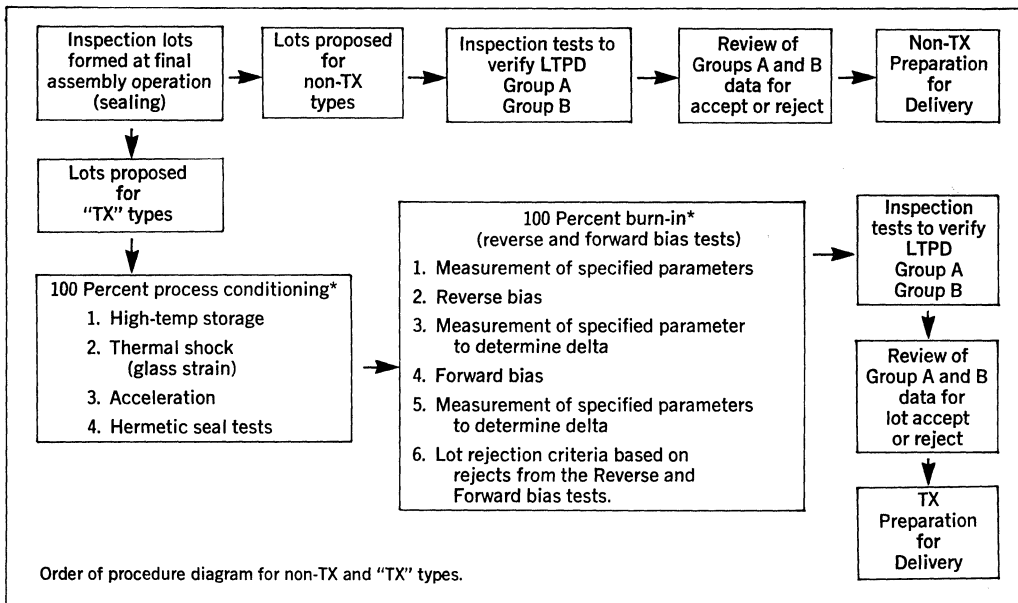 Inspection lots
formed at final
assembly operation
(sealing)
Lots proposed
for
non-TX
types
Inspection tests to
verify LTPD
Group A
Group B
Review of
Groups A and B
data for
accept or reject
Non-TX
Preparation
for
Delivery
Lots proposed
for
“TX” types
100 Percent process conditioning*
1. High-temp storage
2. Thermal shock
(glass strain)
3. Acceleration
4. Hermetic seal tests
100 Percent burn-in*
(reverse and forward bias tests)
1. Measurement of specified parameters
2. Reverse bias
3. Measurement of specified parameter
to determine delta
4. Forward bias
5. Measurement of specified parameters
to determine delta
6. Lot rejection criteria based on
rejects from the Reverse and
Forward bias tests.
Inspection
tests to verify
LTPD
Group A
Group B
Review of
Group A and B
data for
lot accept
or reject
TX
Preparation
for
Delivery
Order of procedure diagram for non-TX and “TX” types.